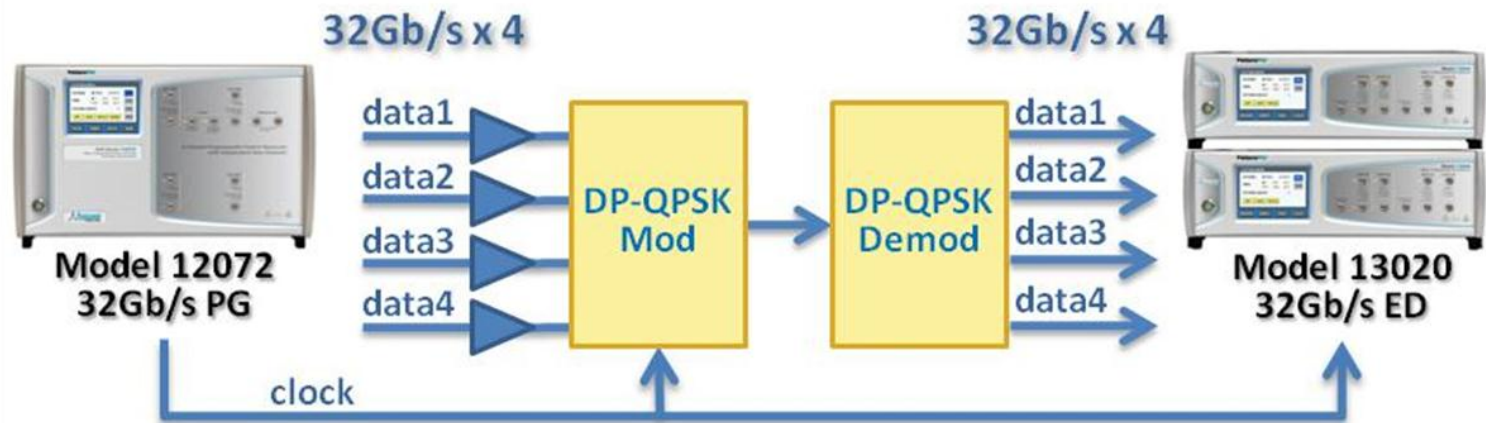 32Gb/s x 4
32Gb/s x 4
data1
data2
data3
data4
DP-QPSK
Mod
DP-QPSK
Demod
data1
data2
data3
data4
Model 12072
32Gb/s PG
Model 13020
32Gb/s ED
clock